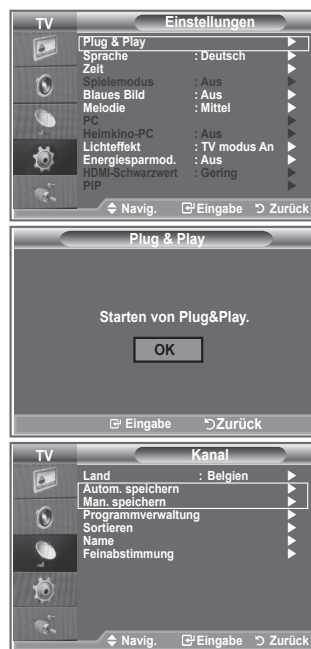 TV Einstellungen
Plug & Play
Sprache : Deutsch
Zeit
Spielemodus : Aus
Blaues Bild : Aus
Melodie : Mittel
PC
Heimkino-PC : Aus
Lichteffekt : TV modus An
Energiesparmod. : Aus
HDMI-Schwarzwert : Gering
PIP
Navig. Eingabe Zurück
Plug & Play
Starten von Plug&Play.
OK
Eingabe Zurück
TV Kanal
Land : Belgien
Autom. speichern
Man. speichern
Programmverwaltung
Sortieren
Name
Feinabstimmung
Navig. Eingabe Zurück